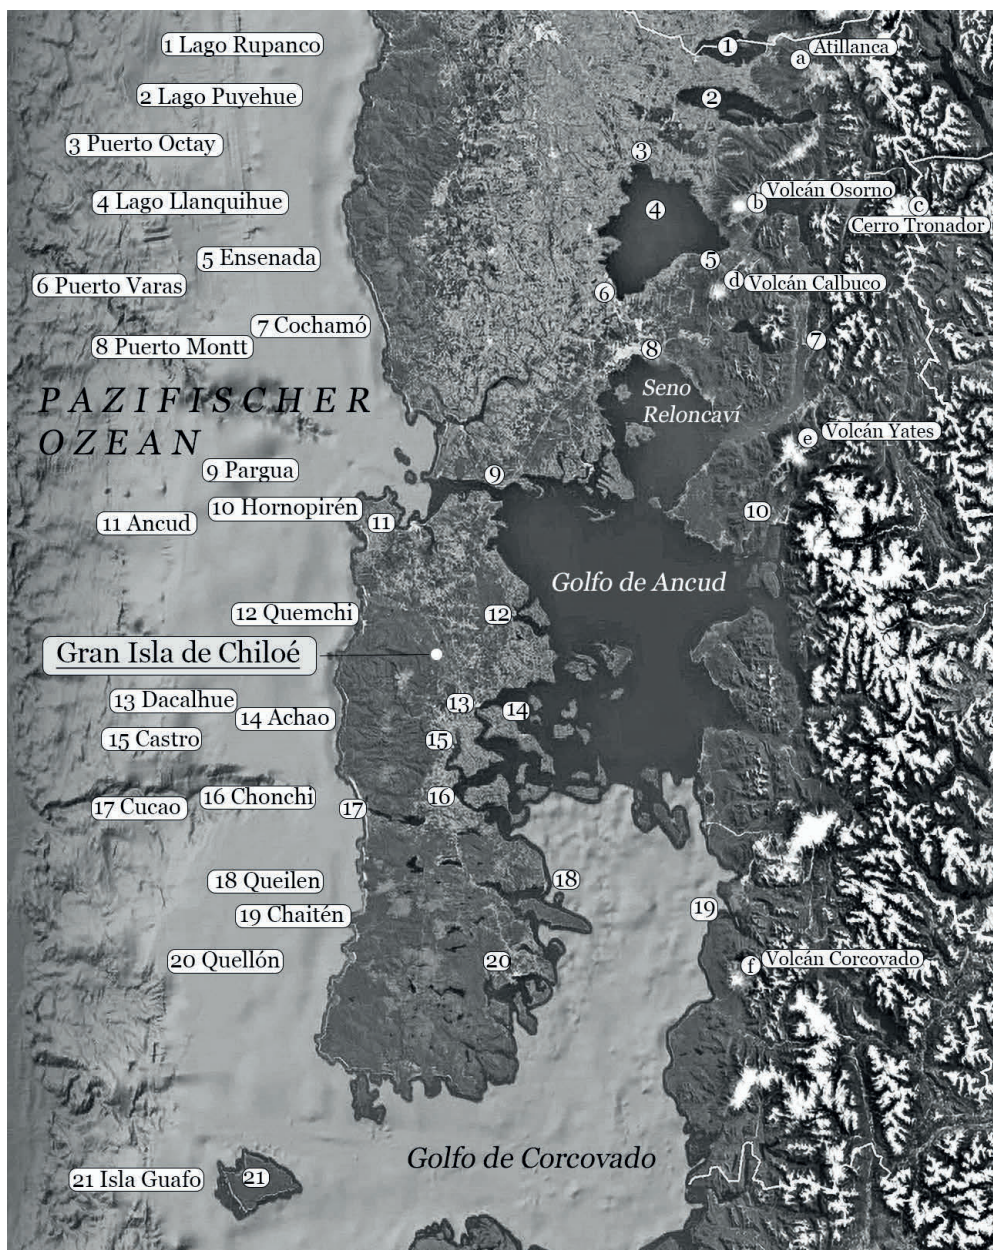 1 Lago Rupanco
1
Atillanca
a
2 Lago Puyehue
2
3 Puerto Octay
3
4 Lago Llanquihue
4
Volcán Osorno
b
c
Cerro Tronador
5 Ensenada
5
6 Puerto Varas
6
d
Volcán Calbuco
7 Cochamó
7
8 Puerto Montt
8
PAZIFISCHER
OZEAN
Seno
Reloncaví
e
Volcán Yates
9 Pargua
9
10 Hornopirén
10
11 Ancud
11
Golfo de Ancud
12 Quemchi
12
Gran Isla de Chiloé
13 Dacalhue
13
14 Achao
14
15 Castro
15
16 Chonchi
16
17 Cucao
17
18 Queilen
18
19 Chaitén
19
20 Quellón
20
f
Volcán Corcovado
Golfo de Corcovado
21 Isla Guafo
21